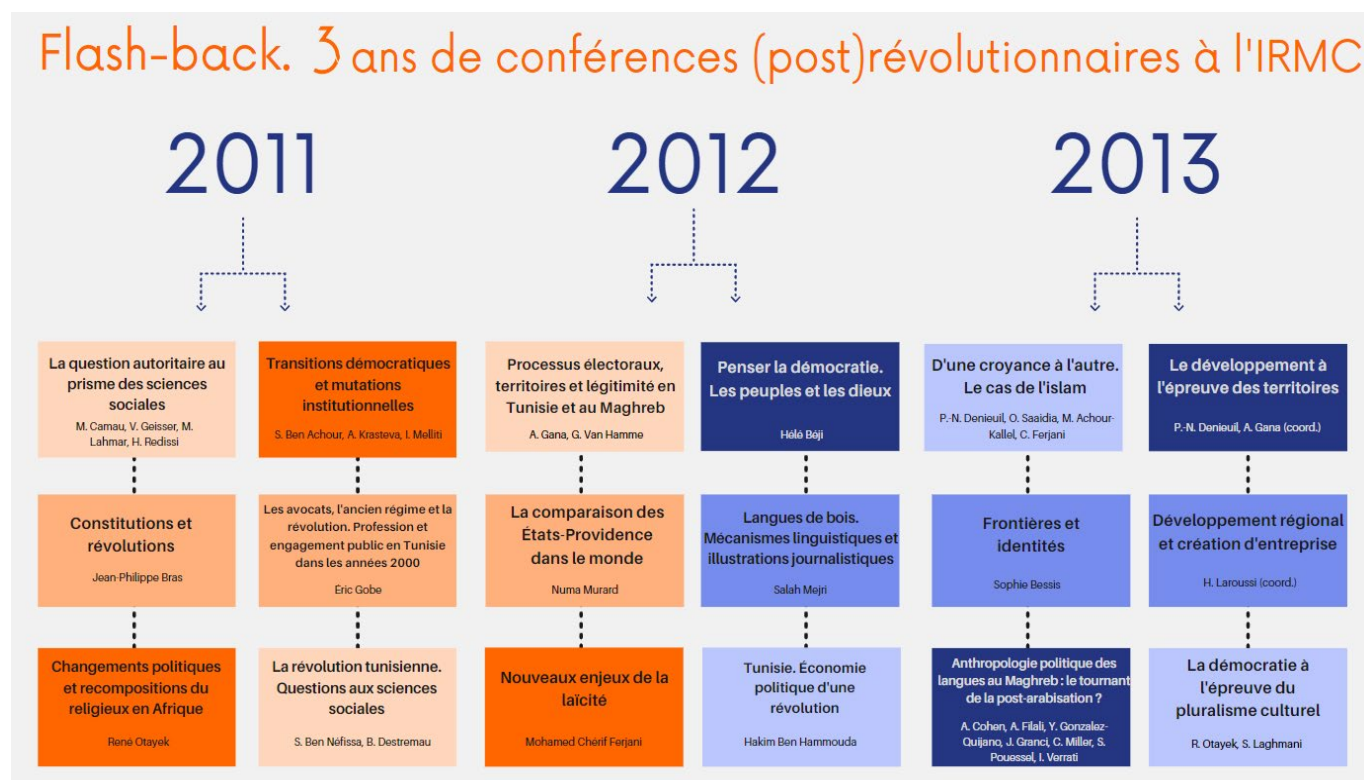 Flash-back. 3 ans de conférences (post)révolutionnaires à l'IRMC
2011
La question autoritaire au
prisme des sciences
sociales
M. Camau, V. Geisser, M.
Lahmar, H. Redissi
Constitutions et
révolutions
Jean-Philippe Bras
Changements politiques
et recompositions du
religieux en Afrique
René Otayek
Transitions démocratiques
et mutations
institutionnelles
S. Ben Achour, A. Krasteva, I. Melliti
Les avocats, l'ancien régime et la
révolution. Profession et
engagement public en Tunisie
dans les années 2000
Éric Gobe
La révolution tunisienne.
Questions aux sciences
sociales
S. Ben Néfissa, B. Destremau
2012
Processus électoraux,
territoires et légitimité en
Tunisie et au Maghreb
A. Gana, G. Van Hamme
La comparaison des
États-Providence
dans le monde
Numa Murard
Nouveaux enjeux de la
laïcité
Mohamed Chérif Ferjani
Penser la démocratie.
Les peuples et les dieux
Hélé Béji
Langues de bois.
Mécanismes linguistiques et
illustrations journalistiques
Salah Mejri
Tunisie. Économie
politique d'une
révolution
Hakim Ben Hammouda
2013
D'une croyance à l'autre.
Le cas de l'islam
P.-N. Denieuil, O. Saaidia, M. Achour-
Kallel, C. Ferjani
Frontières et
identités
Sophie Bessis
Anthropologie politique des
langues au Maghreb : le tournant
de la post-arabisation ?
A. Cohen, A. Filali, Y. Gonzalez-
Quijano, J. Granci, C. Miller, S.
Pouessel, I. Verrati
Le développement à
l'épreuve des territoires
P.-N. Denieuil, A. Gana (coord.)
Développement régional
et création d'entreprise
H. Laroussi (coord.)
La démocratie à
l'épreuve du
pluralisme culturel
R. Otayek, S. Laghmani